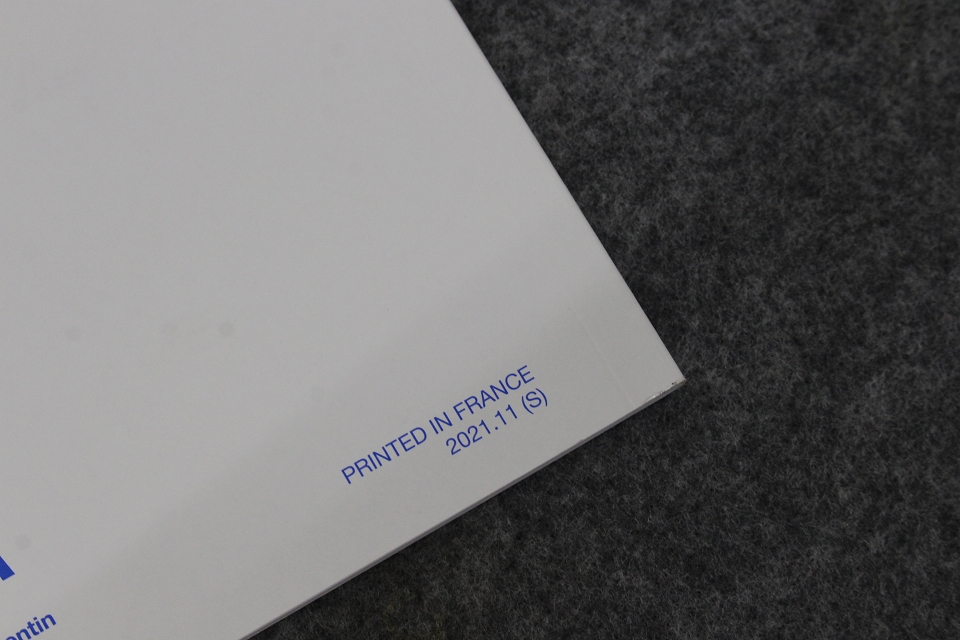 PRINTED IN FRANCE
2021.11 (S)